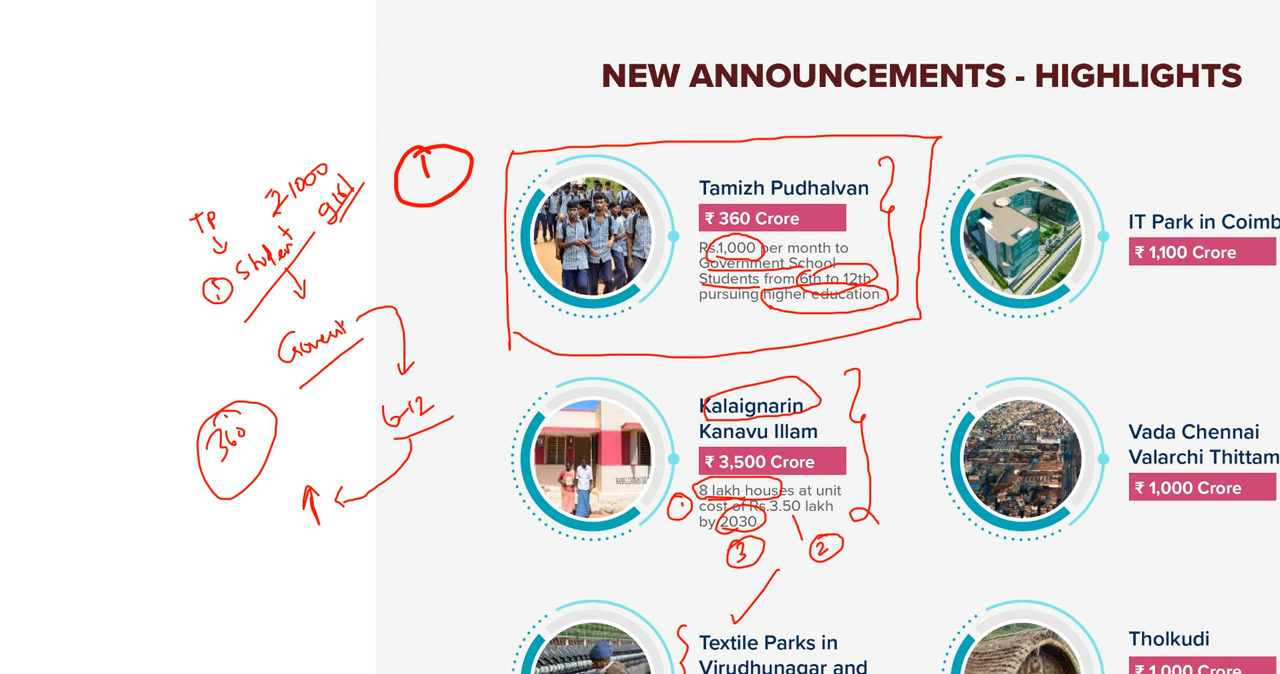 NEW ANNOUNCEMENTS - HIGHLIGHTS
Tamizh Pudhalvan
₹ 360 Crore
Rs.1,000 per month to
Government School
Students from 6th to 12th
pursuing higher education
IT Park in Coimb
₹ 1,100 Crore
Kalaignarin
Kanavu Illam
₹ 3,500 Crore
8 lakh houses at unit
cost of Rs.3.50 lakh
by 2030
Vada Chennai
Valarchi Thittam
₹ 1,000 Crore
Textile Parks in
Virudhunagar and
Tholkudi
₹ 1,000 Crore
1
TP
₹1000
girl
1 Student
Goverent
360
6-12
1
3
2